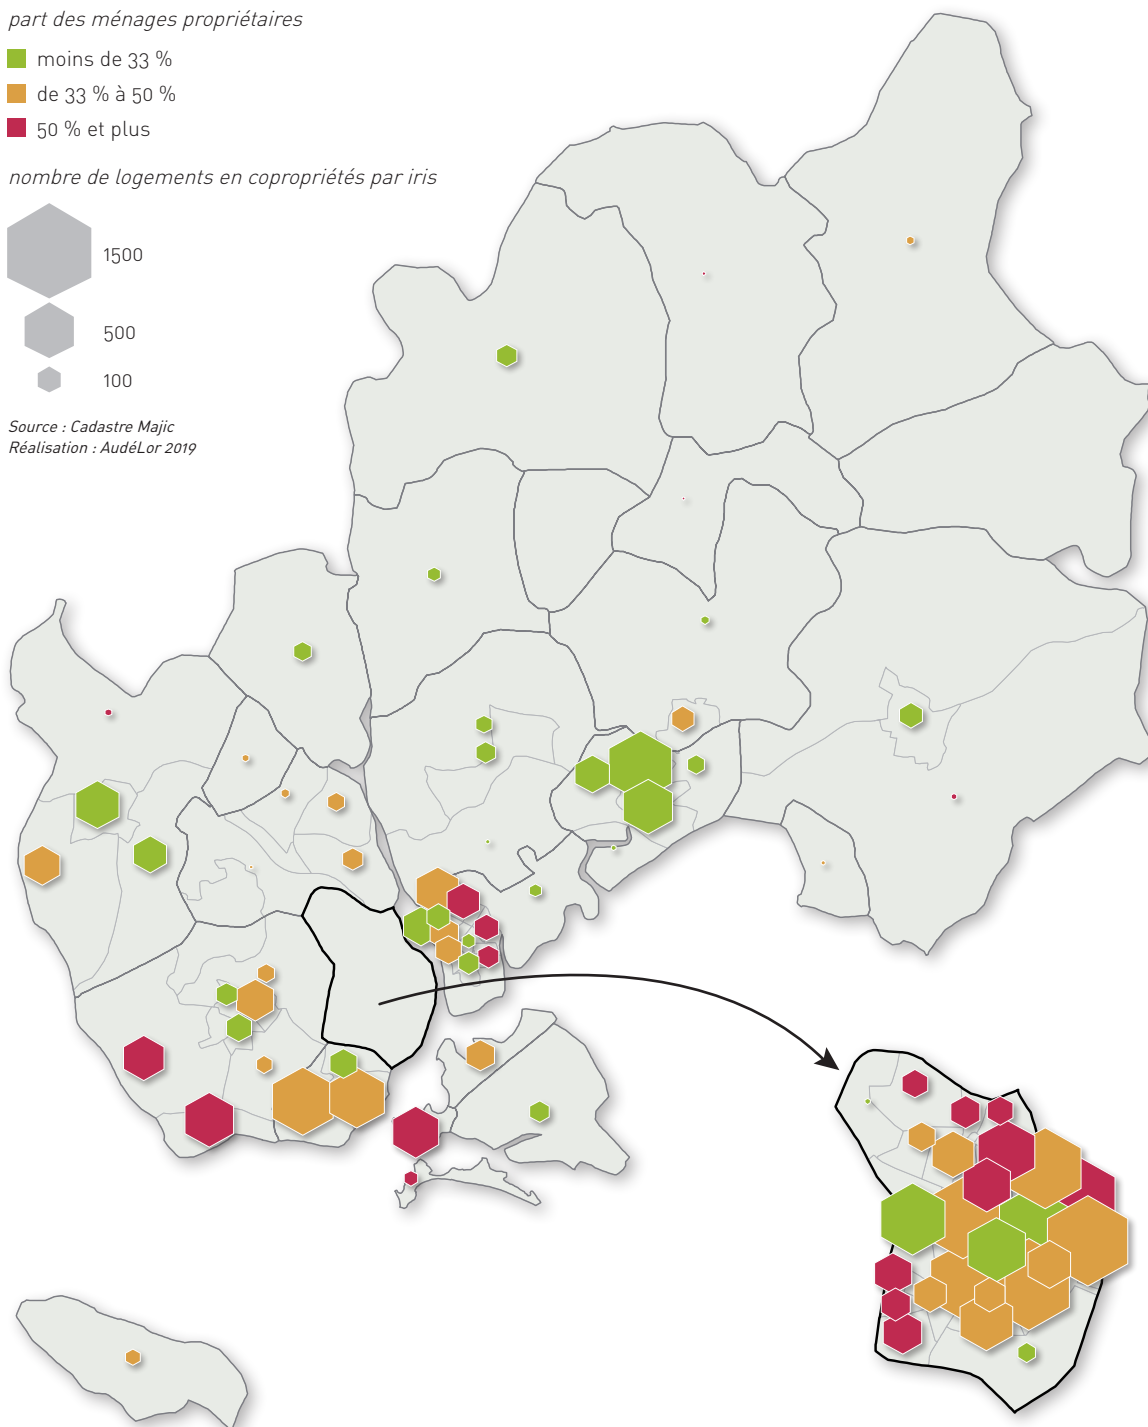 part des ménages propriétaires
moins de 33 %
de 33 % à 50 %
50 % et plus
nombre de logements en copropriétés par iris
1500
500
100
Source : Cadastre Majic
Réalisation : AudéLor 2019